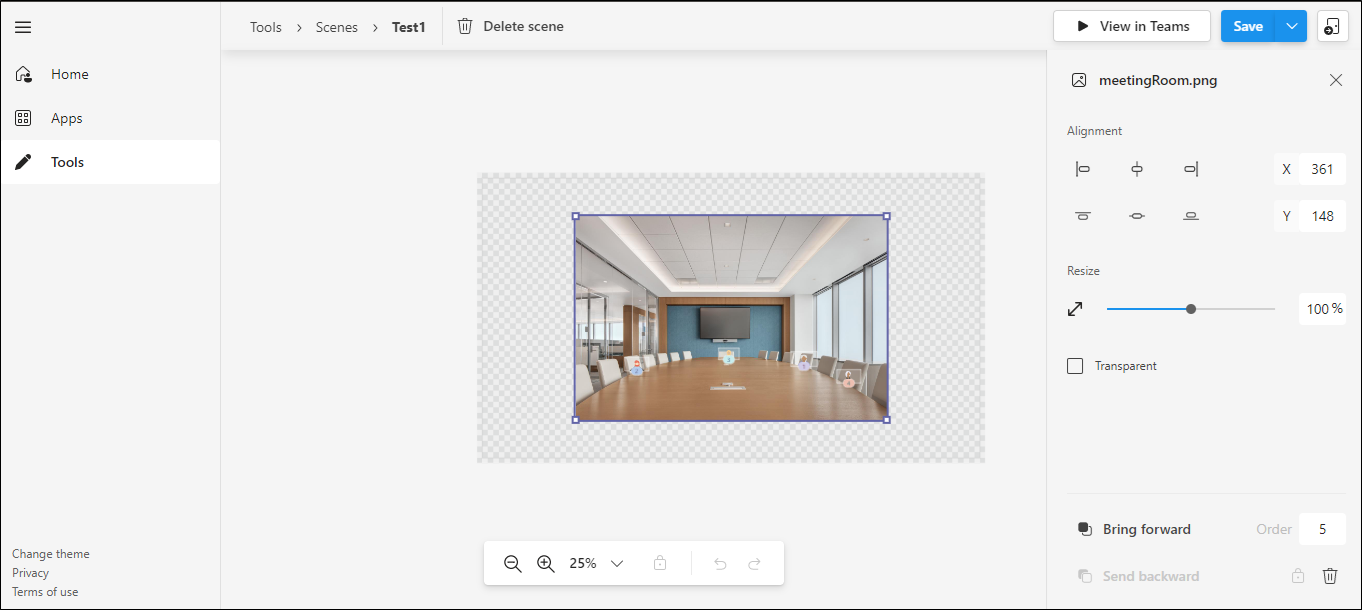 Tools > Scenes > Test1
Delete scene
View in Teams
Save
Home
Apps
Tools
meetingRoom.png
Alignment
X 361
Y 148
Resize
100 %
Transparent
Bring forward
Order 5
Send backward
25%
Change theme
Privacy
Terms of use